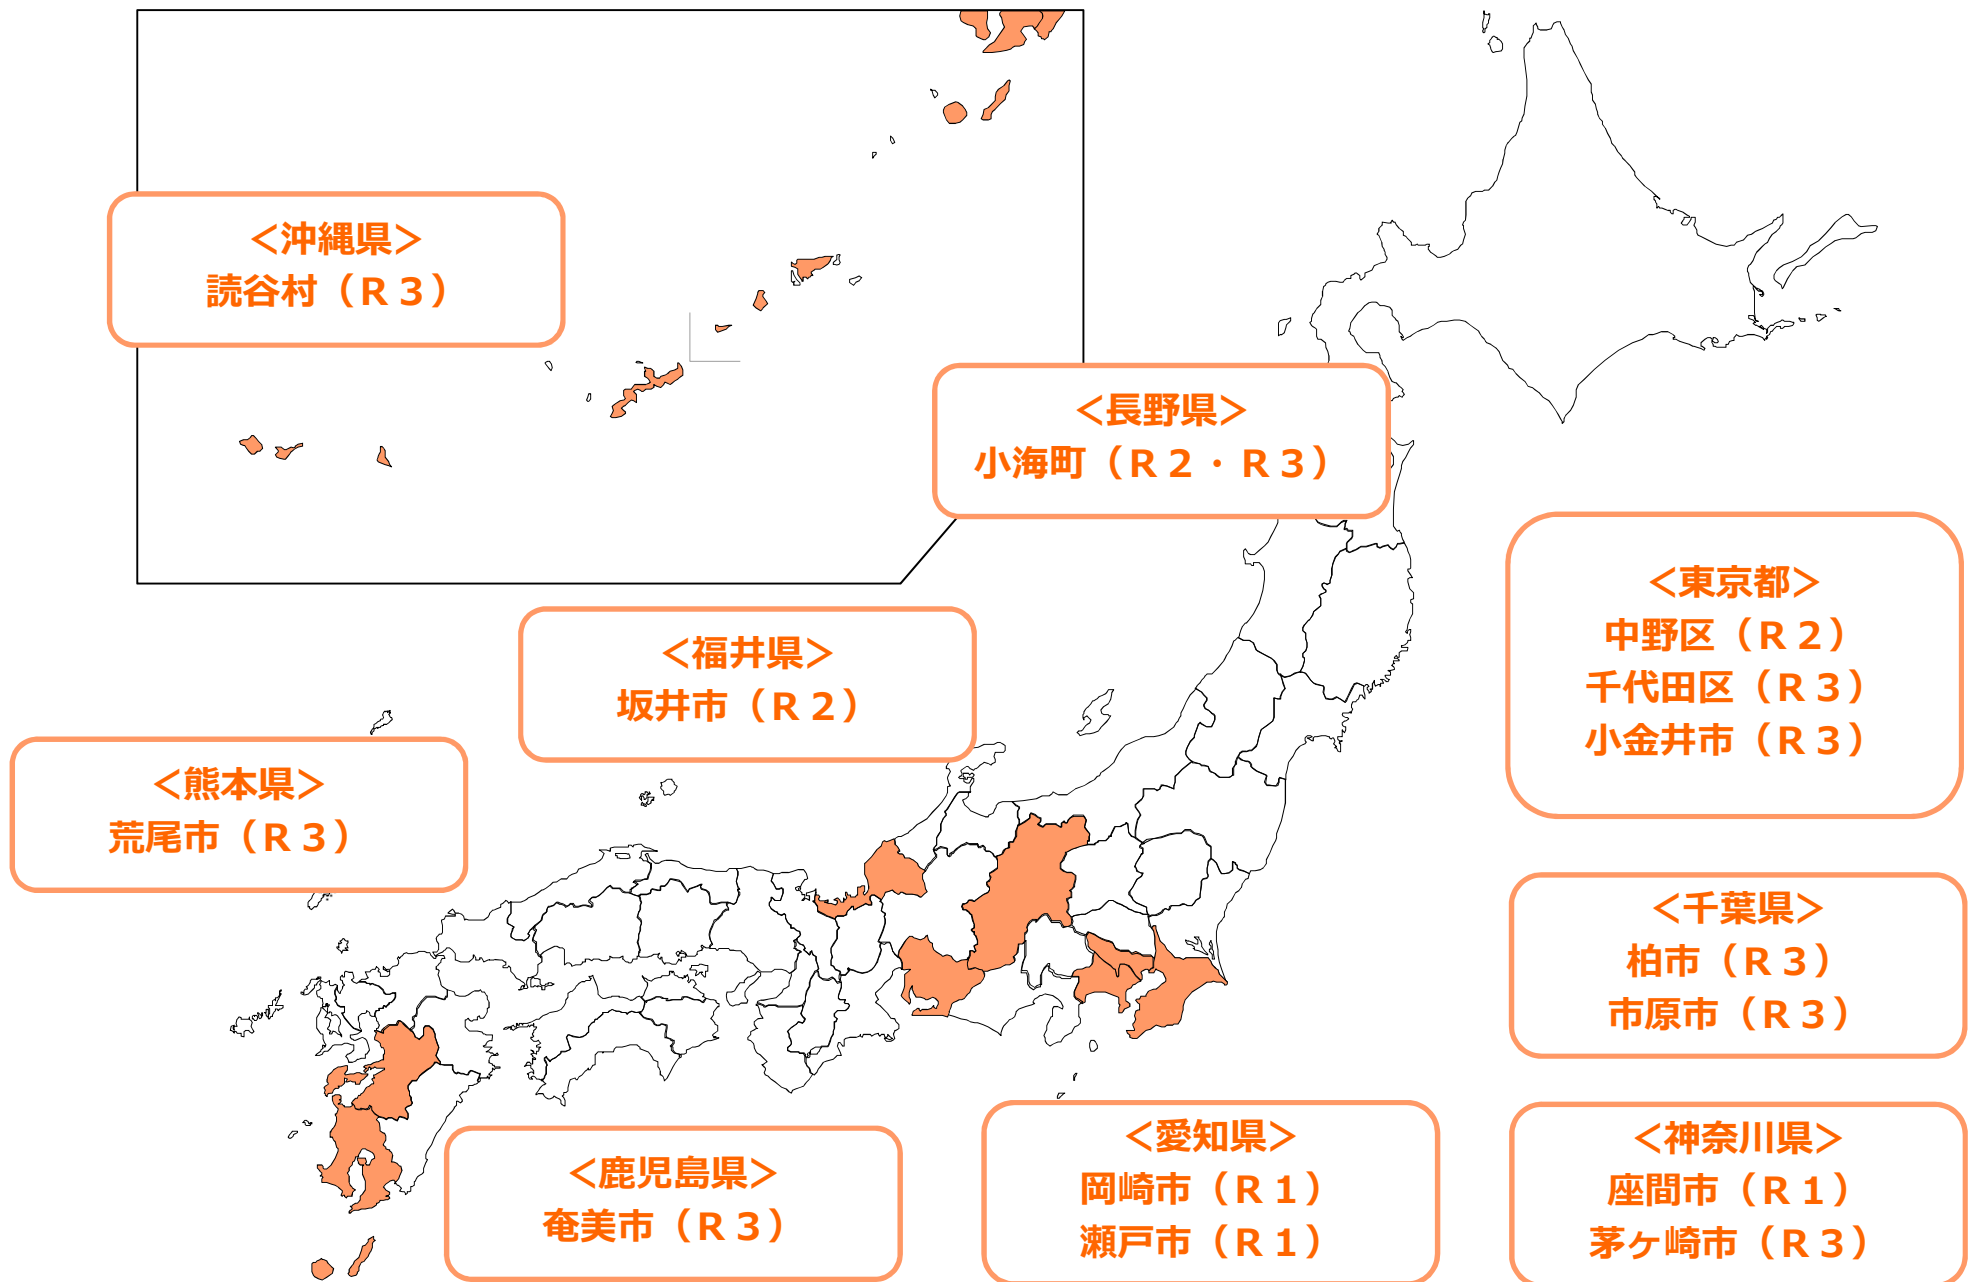 ＜沖縄県＞
読谷村（Ｒ３）
＜長野県＞
小海町（Ｒ２・Ｒ３）
＜東京都＞
中野区（Ｒ２）
千代田区（Ｒ３）
小金井市（Ｒ３）
＜福井県＞
坂井市（Ｒ２）
＜熊本県＞
荒尾市（Ｒ３）
＜千葉県＞
柏市（Ｒ３）
市原市（Ｒ３）
＜鹿児島県＞
奄美市（Ｒ３）
＜愛知県＞
岡崎市（Ｒ１）
瀬戸市（Ｒ１）
＜神奈川県＞
座間市（Ｒ１）
茅ヶ崎市（Ｒ３）